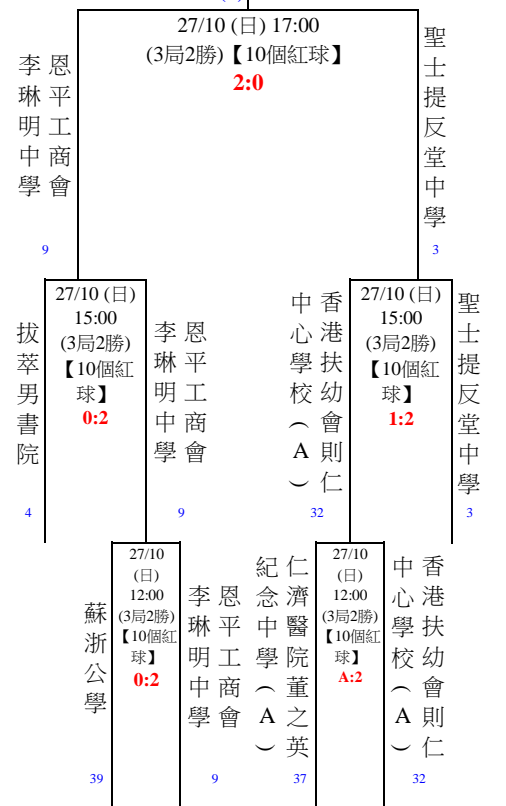 27/10 (日) 17:00
(3局2勝)【10個紅球】
2:0
恩平工商會
李琳明中學
9
聖士提反堂中學
3
拔萃男書院
4
27/10 (日)
15:00
(3局2勝)
【10個紅
球】
0:2
恩平工商會
李琳明中學
9
香港扶幼會則仁
中心學校(A)
32
27/10 (日)
15:00
(3局2勝)
【10個紅
球】
1:2
聖士提反堂中學
3
蘇浙公學
39
27/10
(日)
12:00
(3局2勝)
【10個紅
球】
0:2
恩平工商會
李琳明中學
9
仁濟醫院董之英
紀念中學(A)
37
27/10
(日)
12:00
(3局2勝)
【10個紅
球】
A:2
香港扶幼會則仁
中心學校(A)
32